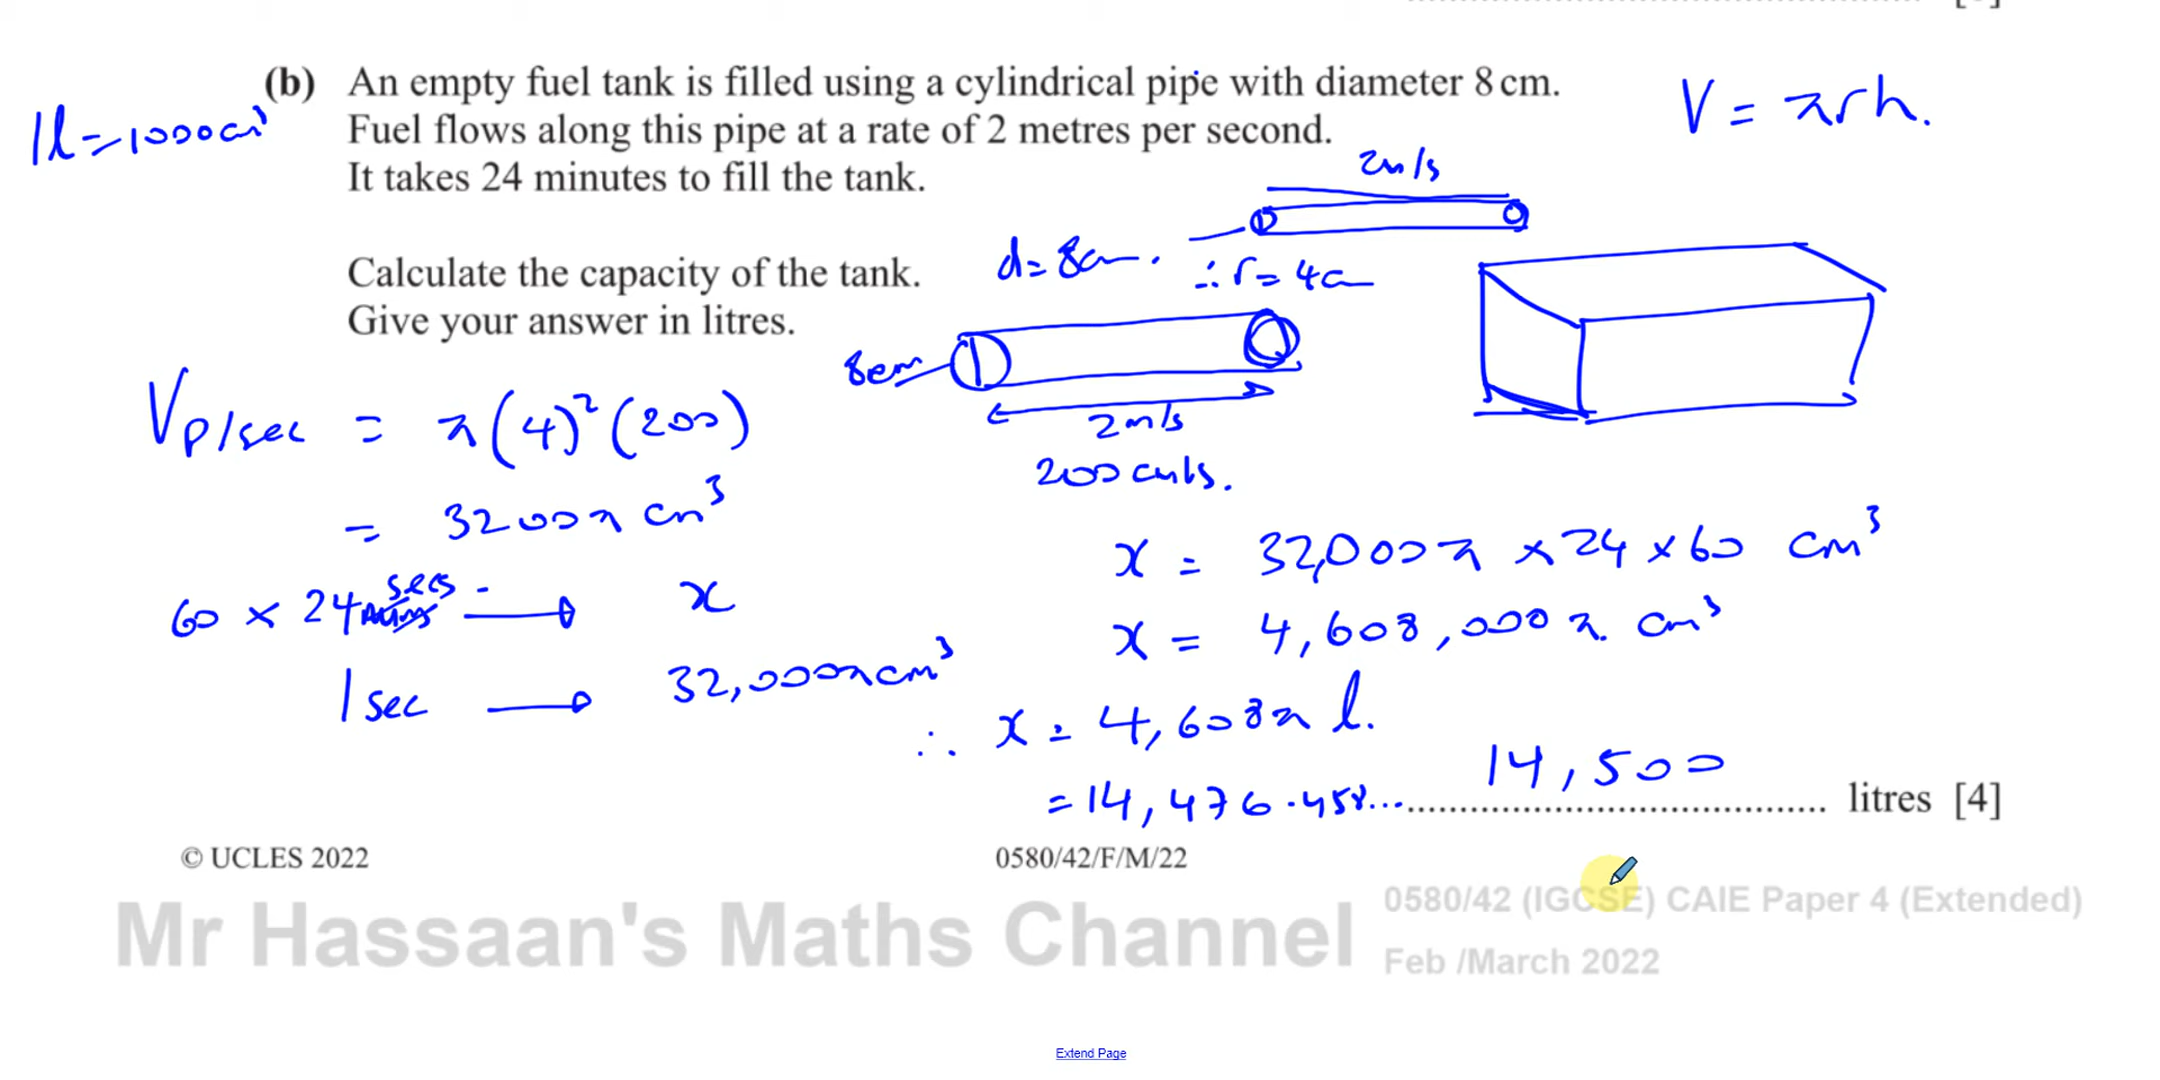 (b) An empty fuel tank is filled using a cylindrical pipe with diameter 8 cm.
Fuel flows along this pipe at a rate of 2 metres per second.
It takes 24 minutes to fill the tank.
1l = 1000cm³
V = πrh.
2m/s
d = 8cm. ∴ r = 4cm
Calculate the capacity of the tank.
Give your answer in litres.
8cm
2m/s
200 cm/s.
Vp/sec = π(4)²(200)
= 3200π cm³
60 × 24 secs → x
1 sec → 32,000π cm³
x = 32,000π × 24 × 60 cm³
x = 4,608,000π. cm³
∴ x = 4,608π l.
= 14,476.458...
14,500
litres [4]
© UCLES 2022
0580/42/F/M/22
Mr Hassaan's Maths Channel
0580/42 (IGCSE) CAIE Paper 4 (Extended)
Feb /March 2022
Extend Page